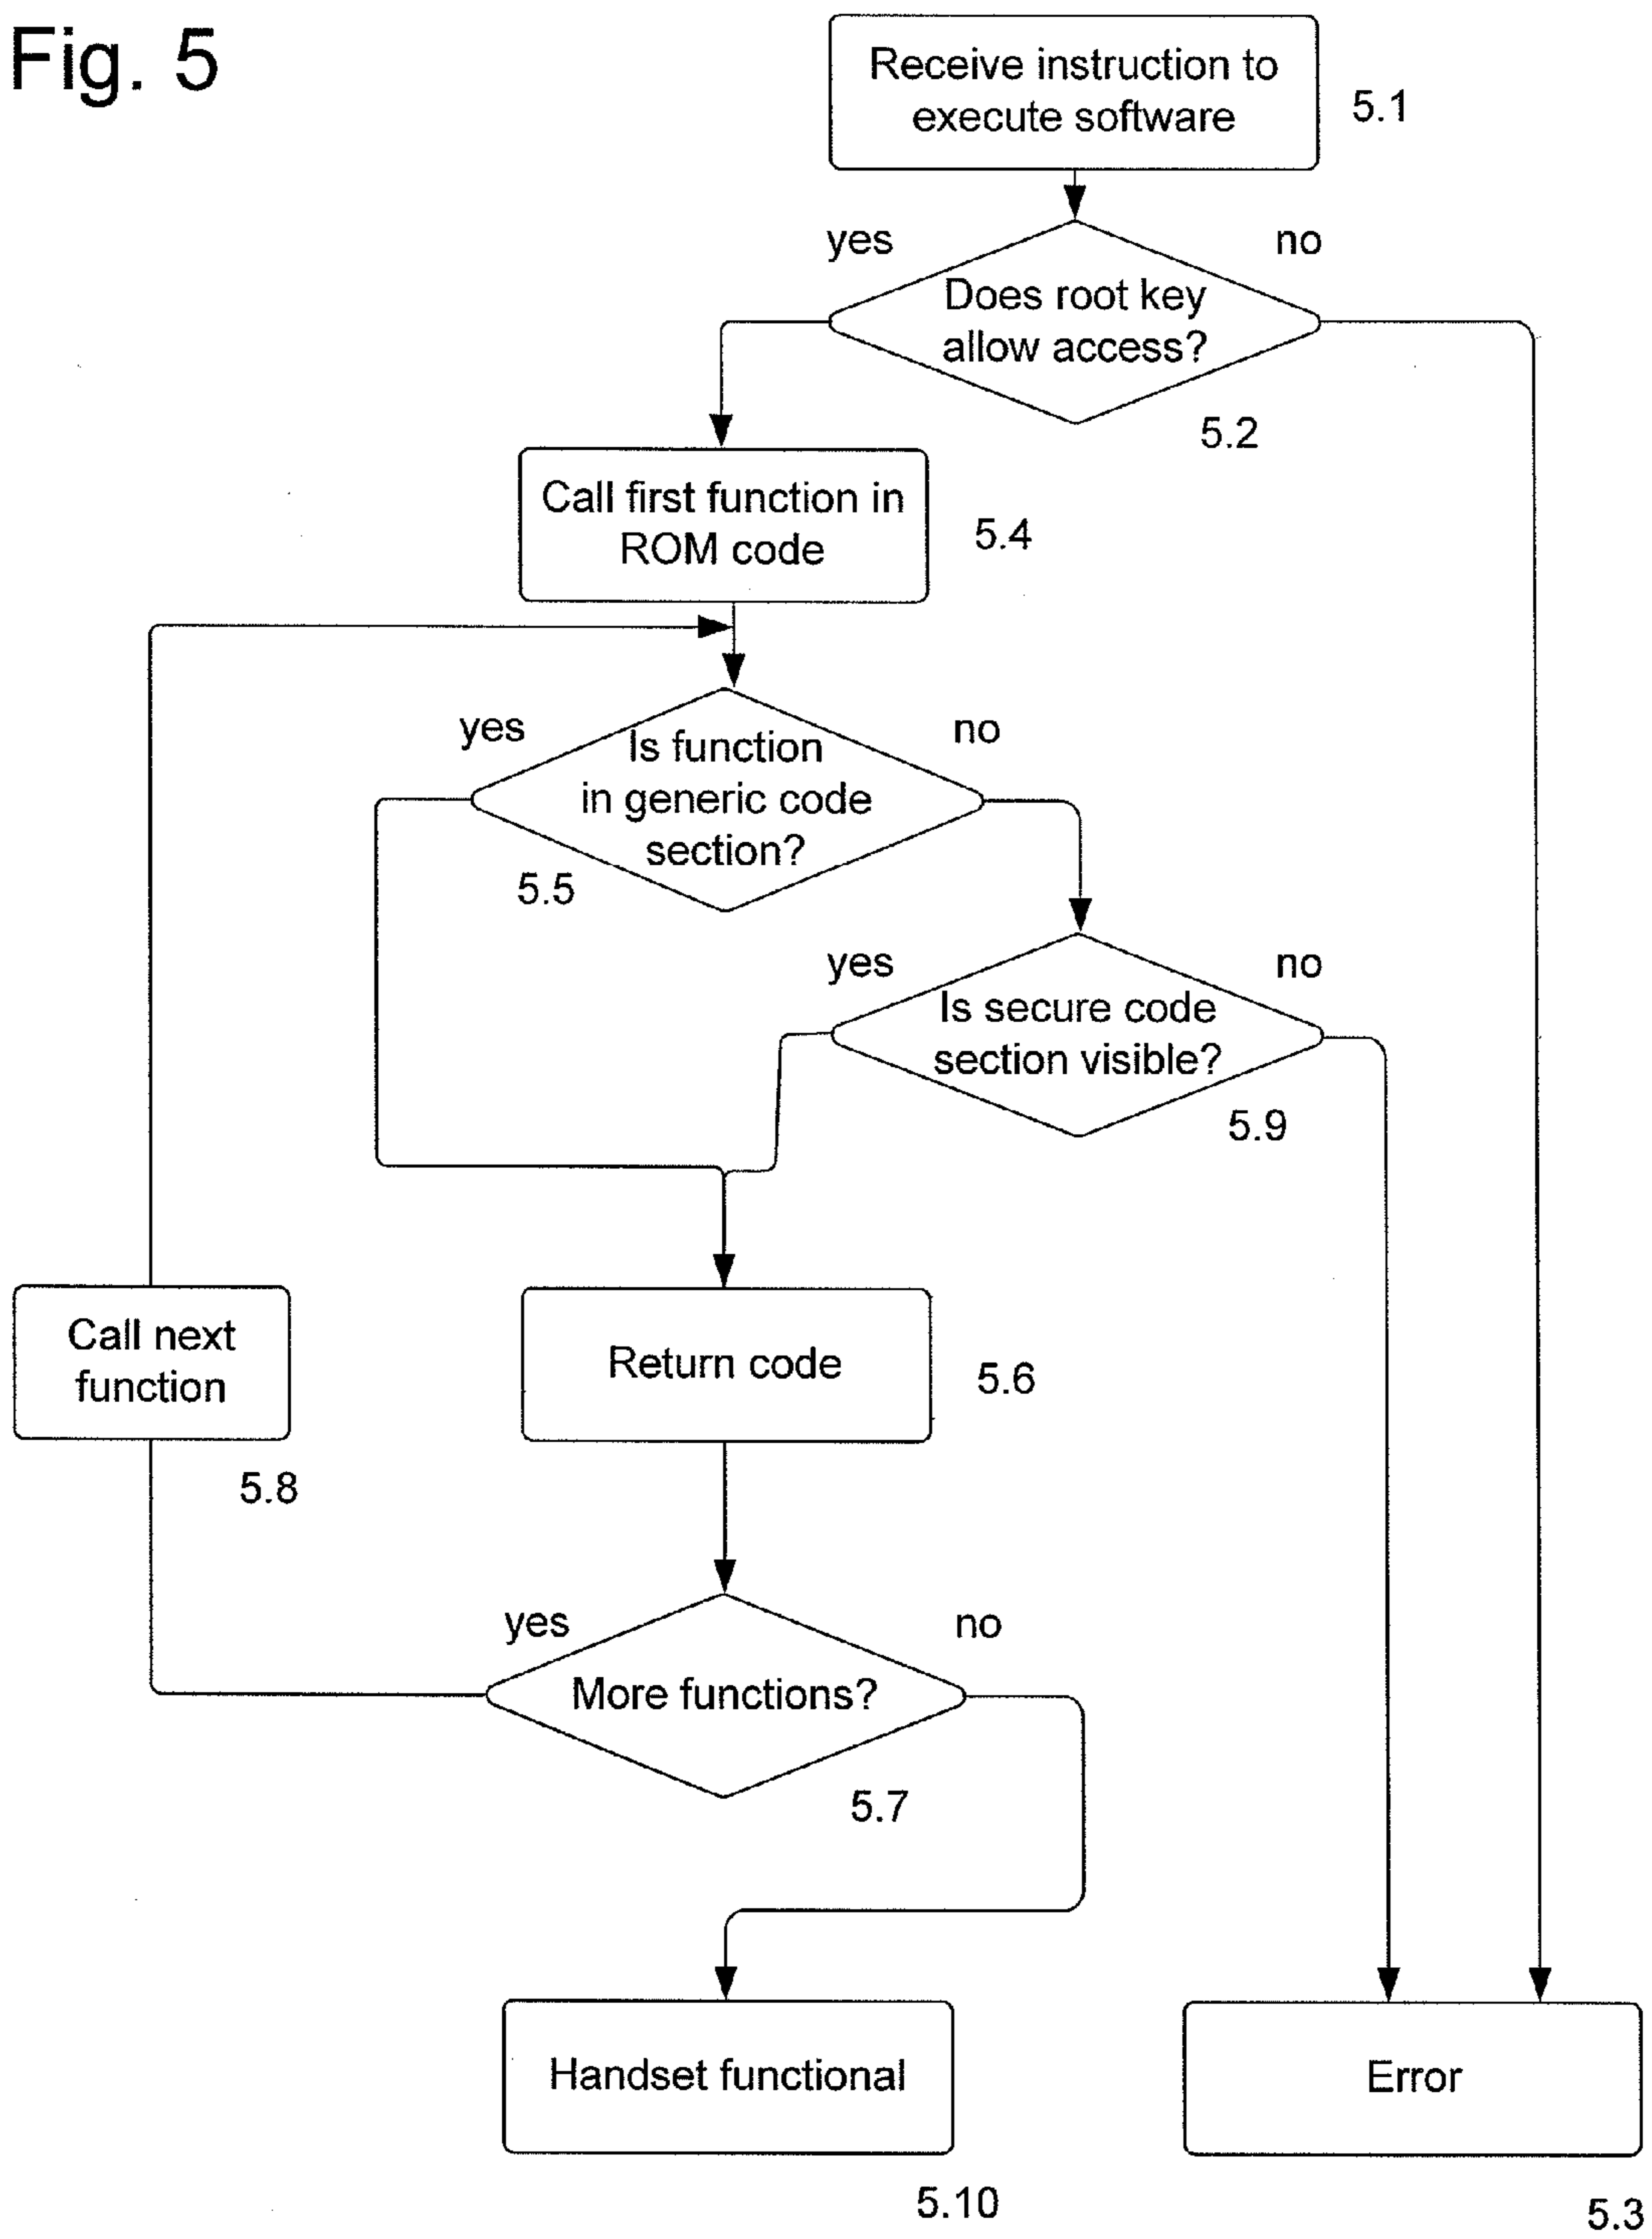 Fig. 5
Receive instruction to
execute software
5.1
yes
no
Does root key
allow access?
5.2
Call first function in
ROM code
5.4
yes
no
Is function
in generic code
section?
5.5
yes
no
Is secure code
section visible?
5.9
Call next
function
5.8
Return code
5.6
yes
no
More functions?
5.7
Handset functional
5.10
Error
5.3